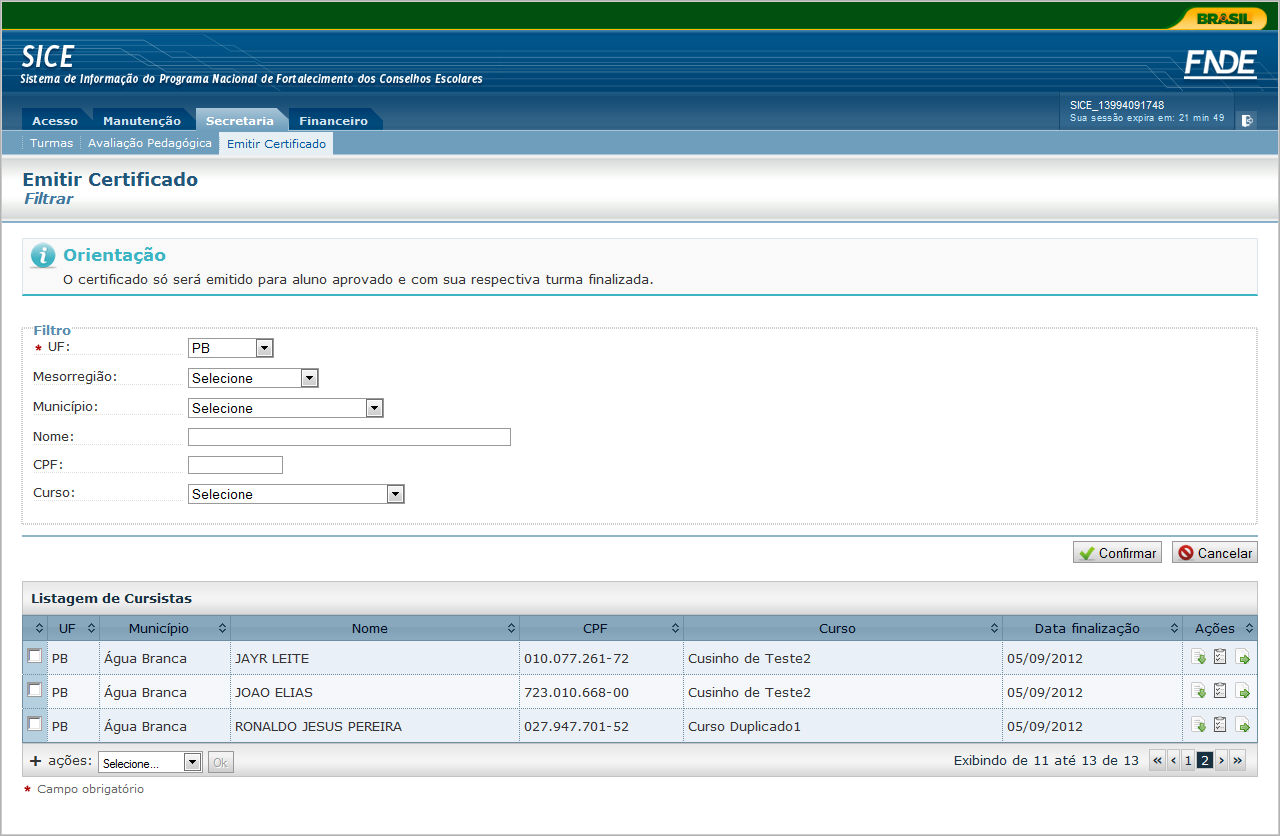 BRASIL
SICE
Sistema de Informação do Programa Nacional de Fortalecimento dos Conselhos Escolares
FNDE
SICE_13994091748
Sua sessão expira em: 21 min 49
Acesso Manutenção Secretaria Financeiro
Turmas Avaliação Pedagógica Emitir Certificado
Emitir Certificado
Filtrar
Orientação
O certificado só será emitido para aluno aprovado e com sua respectiva turma finalizada.
Filtro
* UF: PB
Mesorregião: Selecione
Município: Selecione
Nome:
CPF:
Curso: Selecione
Confirmar Cancelar
Listagem de Cursistas
UF Município Nome CPF Curso Data finalização Ações
PB Água Branca JAYR LEITE 010.077.261-72 Cusinho de Teste2 05/09/2012
PB Água Branca JOAO ELIAS 723.010.668-00 Cusinho de Teste2 05/09/2012
PB Água Branca RONALDO JESUS PEREIRA 027.947.701-52 Curso Duplicado1 05/09/2012
+ ações: Selecione... Ok Exibindo de 11 até 13 de 13 « ‹ 1 2 › »
* Campo obrigatório